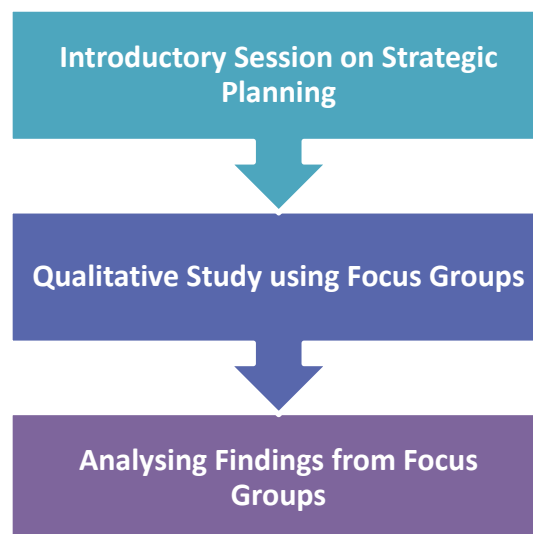 Introductory Session on Strategic
Planning
Qualitative Study using Focus Groups
Analysing Findings from Focus
Groups